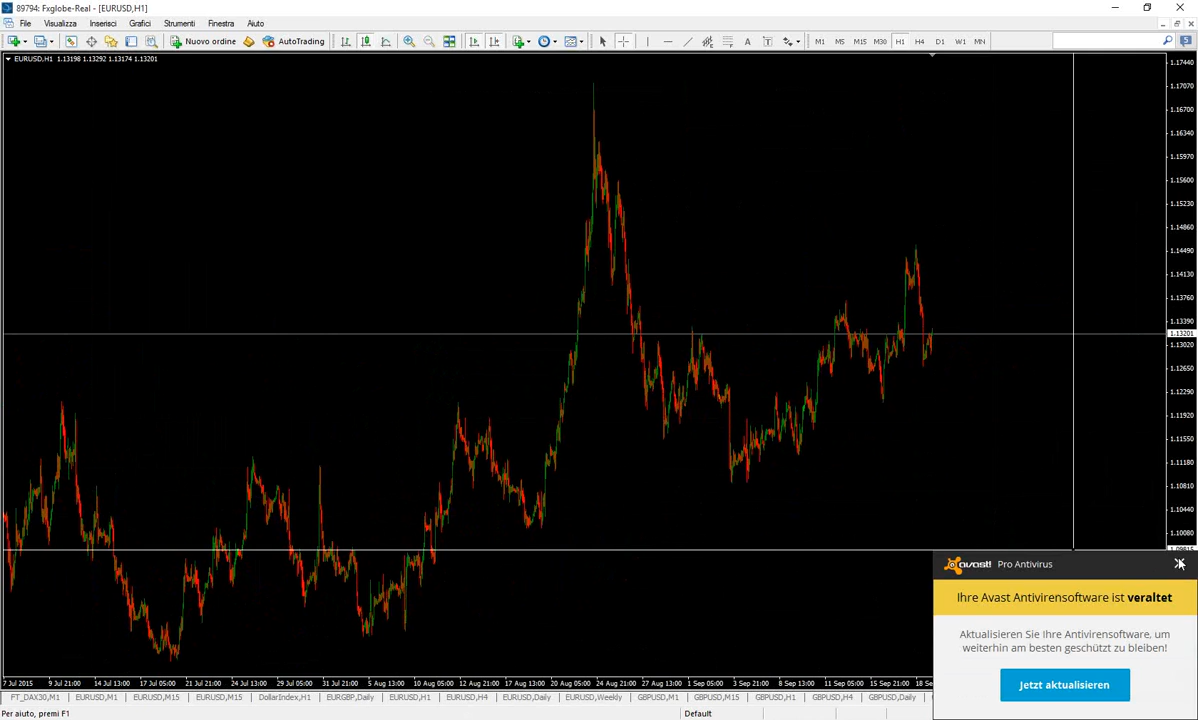 89794: Fxglobe-Real - [EURUSD,H1]
File Visualizza Inserisci Grafici Strumenti Finestra Aiuto
Nuovo ordine AutoTrading A T M1 M5 M15 M30 H1 H4 D1 W1 MN
EURUSD,H1 1.13198 1.13292 1.13174 1.13201
1.17440
1.17070
1.16700
1.16340
1.15970
1.15600
1.15230
1.14860
1.14490
1.14130
1.13760
1.13390
1.13201
1.13020
1.12650
1.12290
1.11920
1.11550
1.11180
1.10810
1.10440
1.10080
avast! Pro Antivirus
Ihre Avast Antivirensoftware ist veraltet
Aktualisieren Sie Ihre Antivirensoftware, um
weiterhin am besten geschützt zu bleiben!
Jetzt aktualisieren
7 Jul 2015 9 Jul 21:00 14 Jul 13:00 17 Jul 05:00 21 Jul 21:00 24 Jul 13:00 29 Jul 05:00 31 Jul 21:00 5 Aug 13:00 10 Aug 05:00 12 Aug 21:00 17 Aug 13:00 20 Aug 05:00 24 Aug 21:00 27 Aug 13:00 1 Sep 05:00 3 Sep 21:00 8 Sep 13:00 11 Sep 05:00 15 Sep 21:00 18 Se
FT_DAX30,M1 EURUSD,M1 EURUSD,M15 EURUSD,M15 DollarIndex,H1 EURGBP,Daily EURUSD,H1 EURUSD,H4 EURUSD,Daily EURUSD,Weekly GBPUSD,M1 GBPUSD,M15 GBPUSD,H1 GBPUSD,H4 GBPUSD,Daily
Per aiuto, premi F1 Default